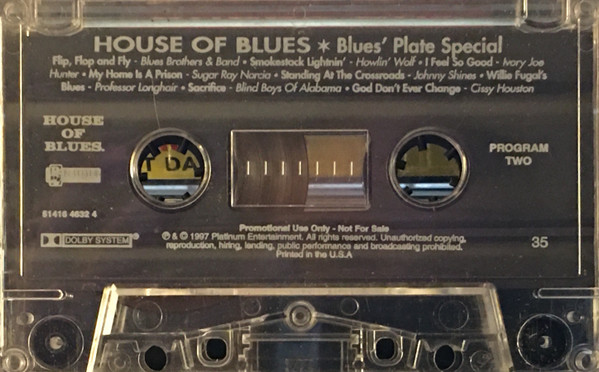 HOUSE OF BLUES * Blues' Plate Special
Flip, Flop and Fly - Blues Brothers & Band • Smokestack Lightnin' - Howlin' Wolf • I Feel So Good - Ivory Joe
Hunter • My Home Is A Prison - Sugar Ray Norcia • Standing At The Crossroads - Johnny Shines • Willie Fugal's
Blues - Professor Longhair • Sacrifice - Blind Boys Of Alabama • God Don't Ever Change - Cissy Houston
HOUSE
OF
BLUES.
PROGRAM
TWO
T DA
51416 4632 4
DOLBY SYSTEM®
35
Promotional Use Only - Not For Sale
℗ & © 1997 Platinum Entertainment. All rights reserved. Unauthorized copying,
reproduction, hiring, lending, public performance and broadcasting prohibited.
Printed in the U.S.A